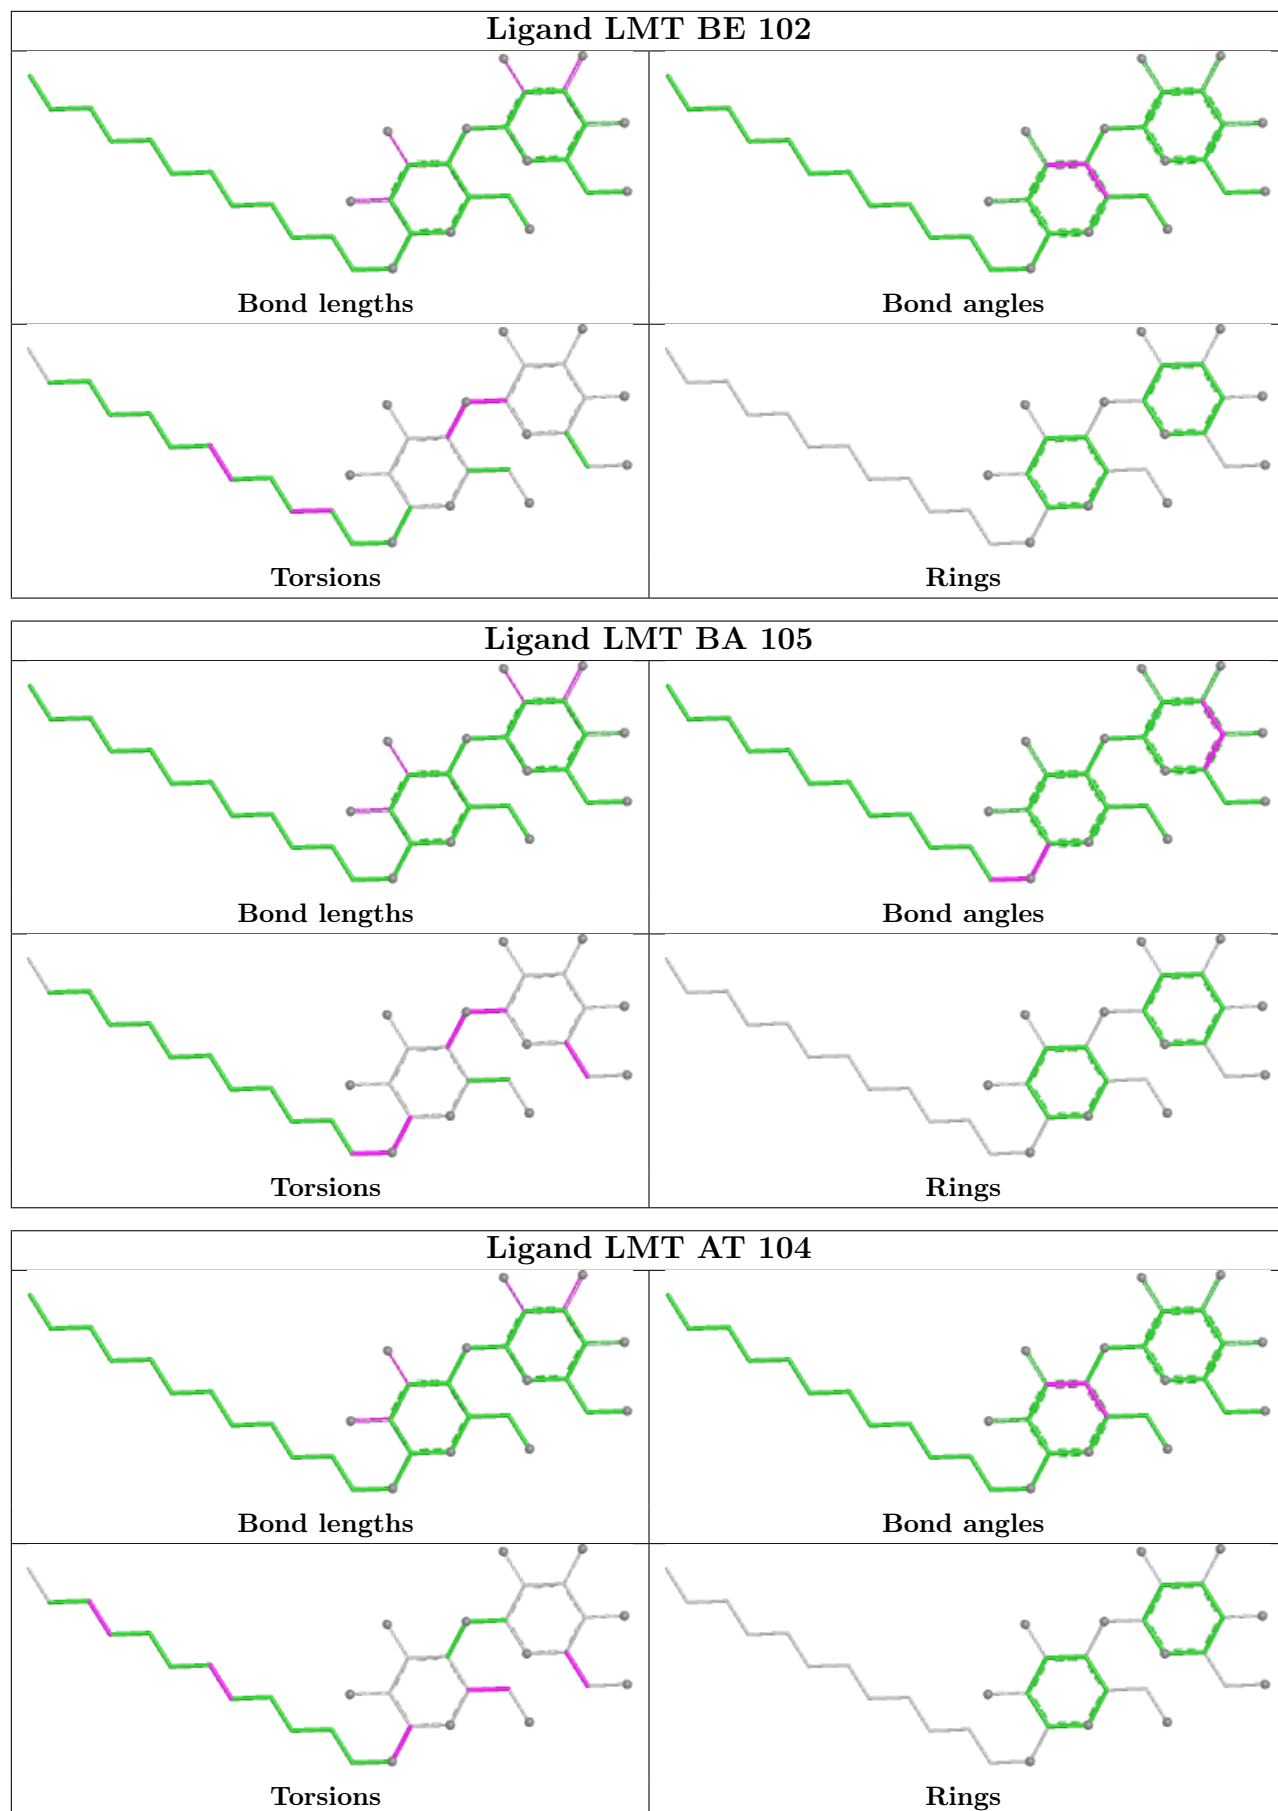 Ligand LMT BE 102
Bond lengths
Bond angles
Torsions
Rings
Ligand LMT BA 105
Bond lengths
Bond angles
Torsions
Rings
Ligand LMT AT 104
Bond lengths
Bond angles
Torsions
Rings